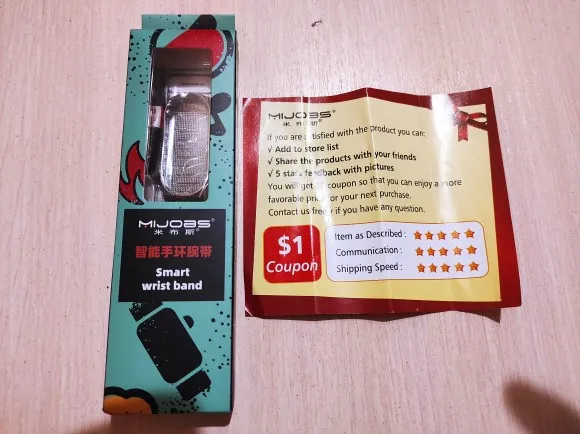 MIJOBS®
米布斯
智能手环腕带
Smart
wrist band
MIJOBS®
米布斯
If you are satisfied with the product you can:
√ Add to store list
√ Share the products with your friends
√ 5 stars feedback with pictures
You will get coupon so that you can enjoy a more
favorable price for your next purchase.
Contact us freely if you have any question.
$1
Coupon
Item as Described :
Communication :
Shipping Speed :